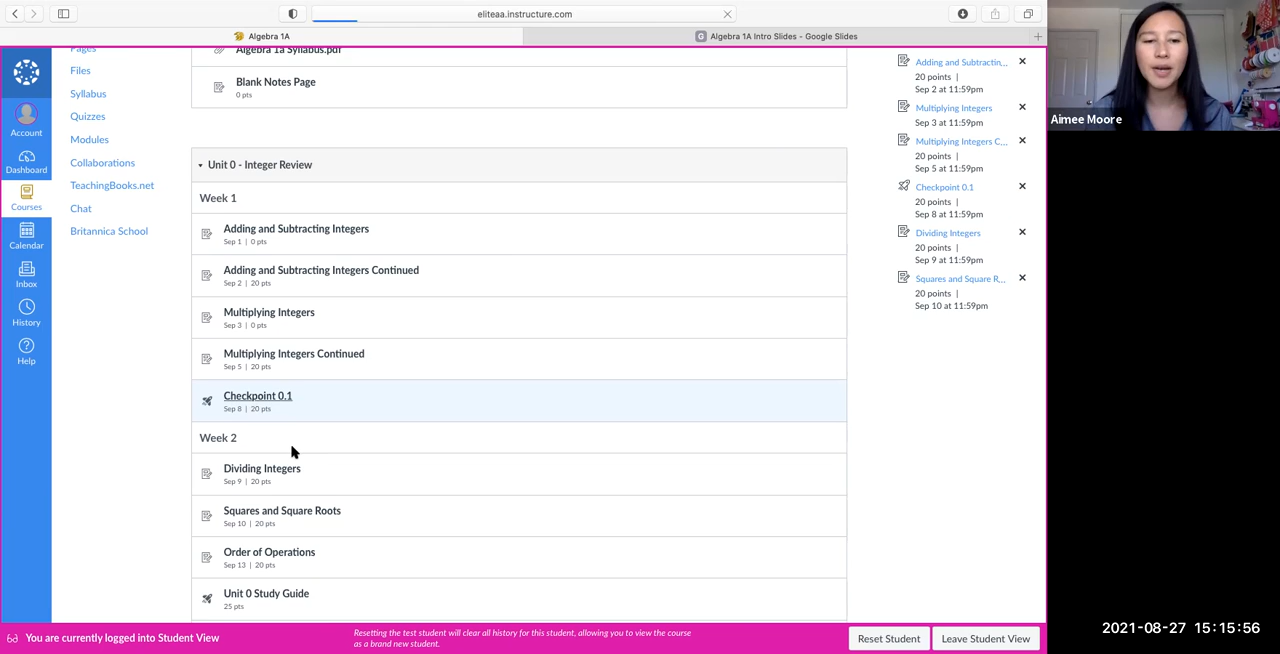 eliteaa.instructure.com
Algebra 1A
Algebra 1A Intro Slides - Google Slides
Account
Dashboard
Courses
Calendar
Inbox
History
Help
Pages
Files
Syllabus
Quizzes
Modules
Collaborations
TeachingBooks.net
Chat
Britannica School
Algebra 1a Syllabus.pdf
Blank Notes Page
0 pts
Unit 0 - Integer Review
Week 1
Adding and Subtracting Integers
Sep 1 | 0 pts
Adding and Subtracting Integers Continued
Sep 2 | 20 pts
Multiplying Integers
Sep 3 | 0 pts
Multiplying Integers Continued
Sep 5 | 20 pts
Checkpoint 0.1
Sep 8 | 20 pts
Week 2
Dividing Integers
Sep 9 | 20 pts
Squares and Square Roots
Sep 10 | 20 pts
Order of Operations
Sep 13 | 20 pts
Unit 0 Study Guide
25 pts
Adding and Subtractin...
20 points |
Sep 2 at 11:59pm
Multiplying Integers
Sep 3 at 11:59pm
Multiplying Integers C...
20 points |
Sep 5 at 11:59pm
Checkpoint 0.1
20 points |
Sep 8 at 11:59pm
Dividing Integers
20 points |
Sep 9 at 11:59pm
Squares and Square R...
20 points |
Sep 10 at 11:59pm
You are currently logged into Student View
Resetting the test student will clear all history for this student, allowing you to view the course
as a brand new student.
Reset Student
Leave Student View
Aimee Moore
2021-08-27 15:15:56